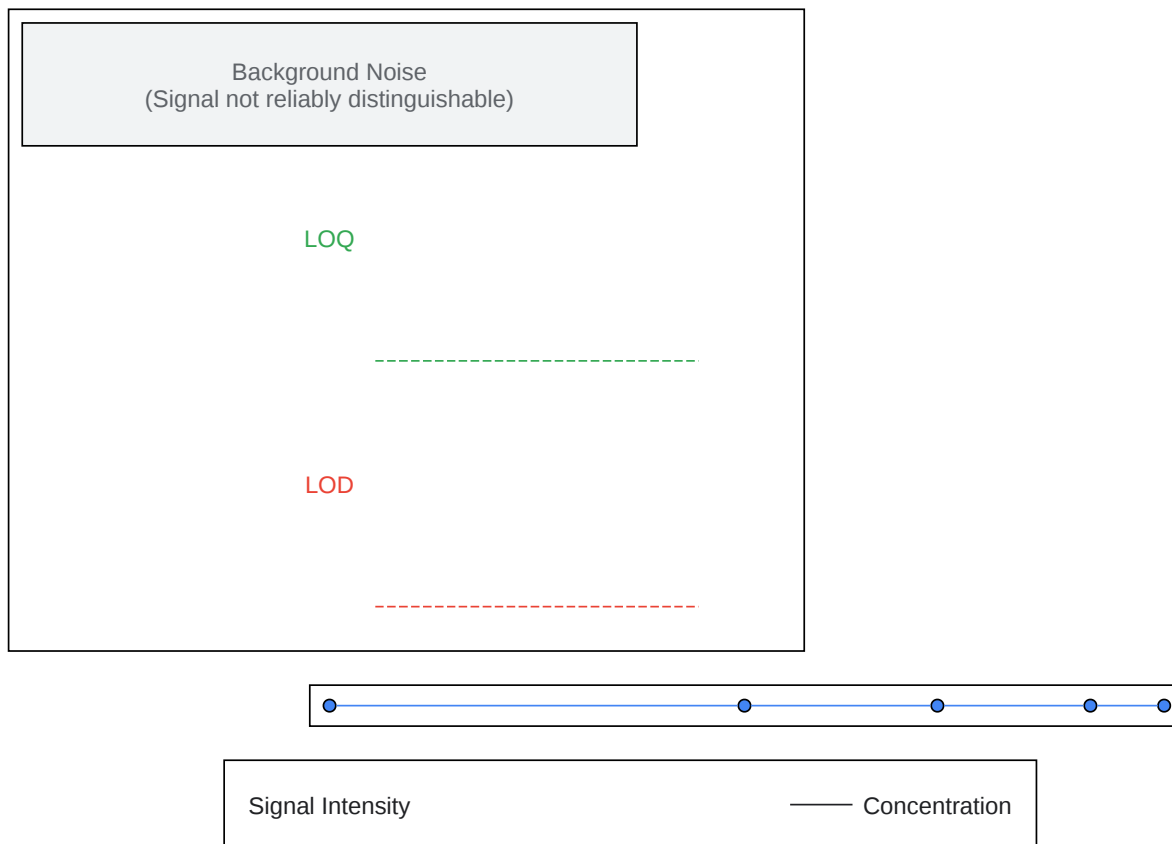 Background Noise
(Signal not reliably distinguishable)
LOQ
LOD
Signal Intensity
Concentration